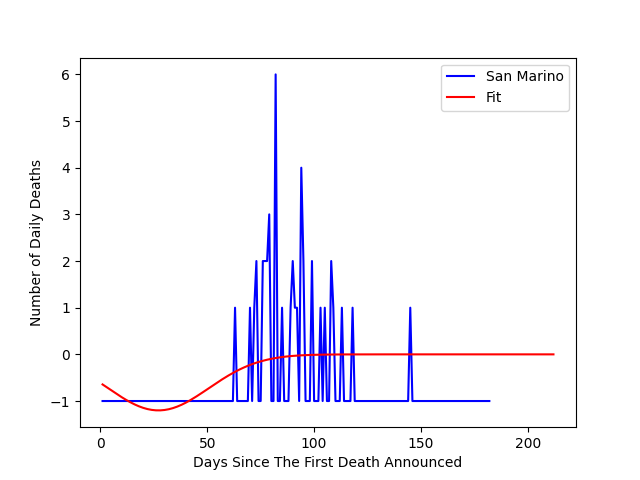 San Marino
Fit
6
5
4
3
2
1
0
−1
Number of Daily Deaths
0 50 100 150 200
Days Since The First Death Announced